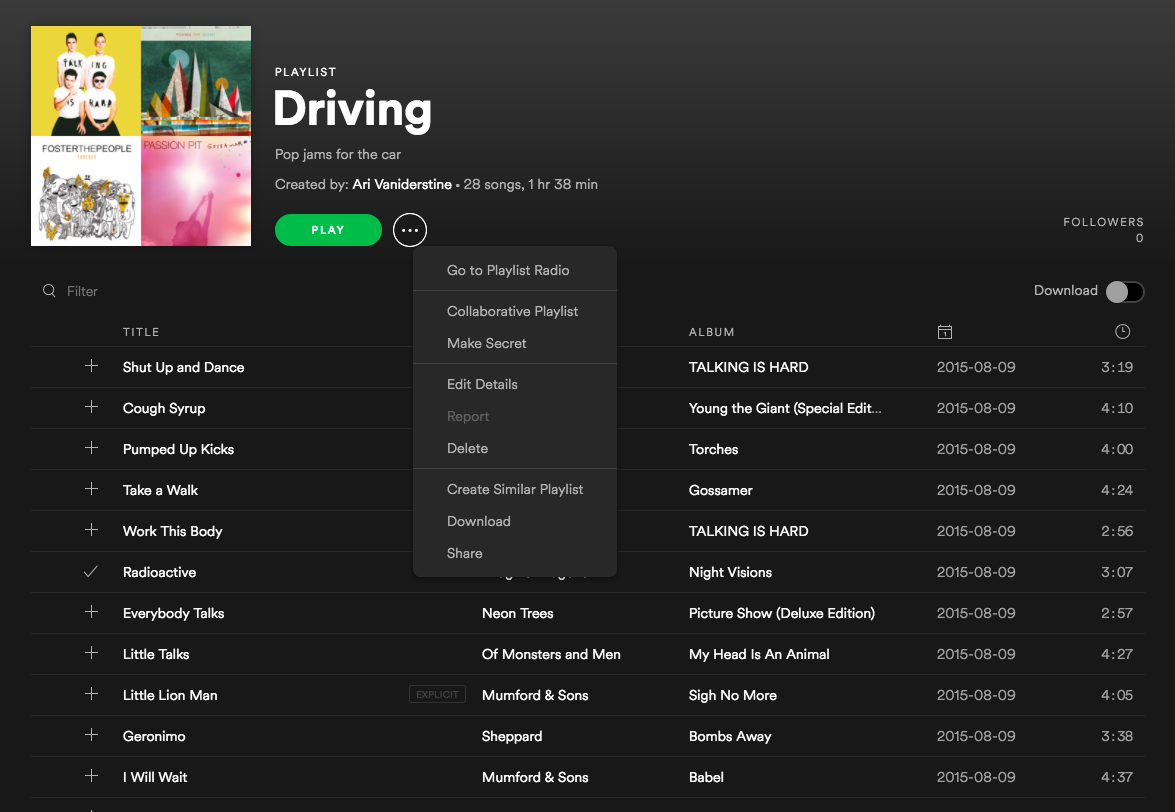 TALK ING
IS HARD
YOUNG THE GIANT
FOSTERTHEPEOPLE
TORCHES
PASSION PIT GOSSAMER
PLAYLIST
Driving
Pop jams for the car
Created by: Ari Vaniderstine • 28 songs, 1 hr 38 min
PLAY
FOLLOWERS
0
Go to Playlist Radio
Collaborative Playlist
Make Secret
Edit Details
Report
Delete
Create Similar Playlist
Download
Share
Filter
Download
TITLE ALBUM 1
Shut Up and Dance TALKING IS HARD 2015-08-09 3:19
Cough Syrup Young the Giant (Special Edit... 2015-08-09 4:10
Pumped Up Kicks Torches 2015-08-09 4:00
Take a Walk Gossamer 2015-08-09 4:24
Work This Body TALKING IS HARD 2015-08-09 2:56
Radioactive Night Visions 2015-08-09 3:07
Everybody Talks Neon Trees Picture Show (Deluxe Edition) 2015-08-09 2:57
Little Talks Of Monsters and Men My Head Is An Animal 2015-08-09 4:27
Little Lion Man EXPLICIT Mumford & Sons Sigh No More 2015-08-09 4:05
Geronimo Sheppard Bombs Away 2015-08-09 3:38
I Will Wait Mumford & Sons Babel 2015-08-09 4:37